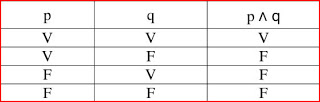 p q p ∧ q
V V V
V F F
F V F
F F F